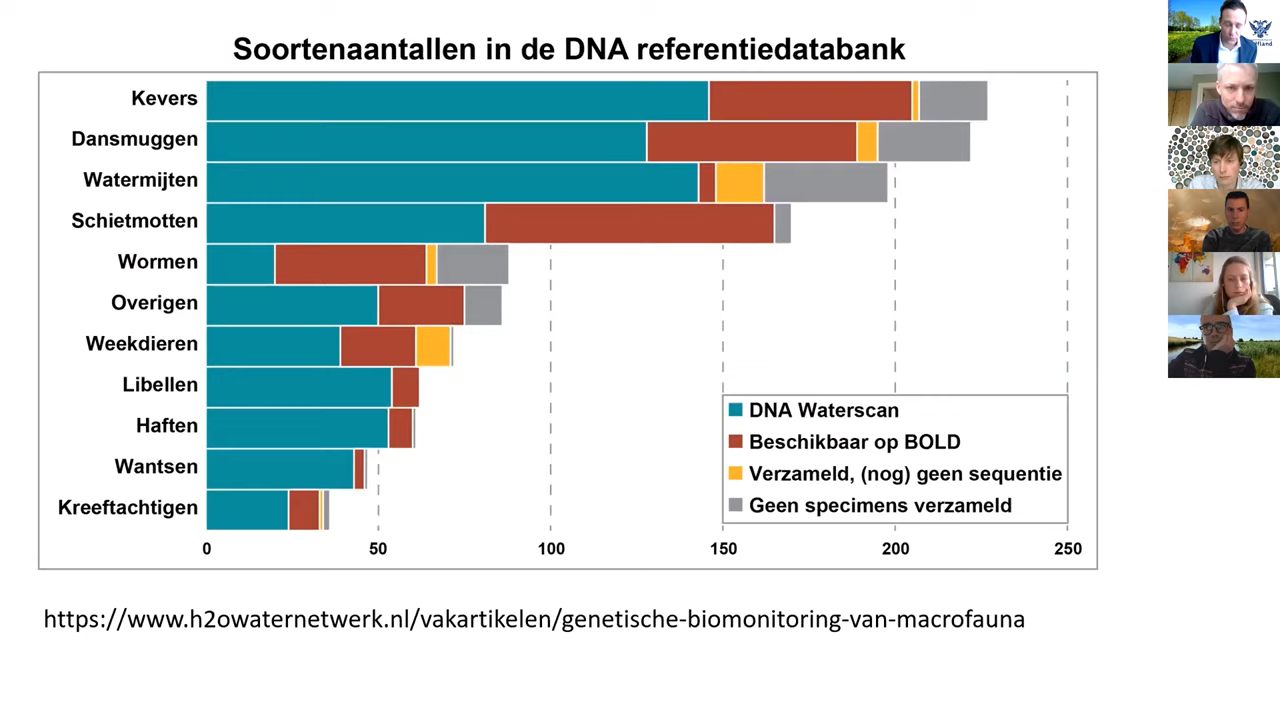 Soortenaantallen in de DNA referentiedatabank
Kevers
Dansmuggen
Watermijten
Schietmotten
Wormen
Overigen
Weekdieren
Libellen
Haften
Wantsen
Kreeftachtigen
DNA Waterscan
Beschikbaar op BOLD
Verzameld, (nog) geen sequentie
Geen specimens verzameld
0 50 100 150 200 250
https://www.h2owaternetwerk.nl/vakartikelen/genetische-biomonitoring-van-macrofauna